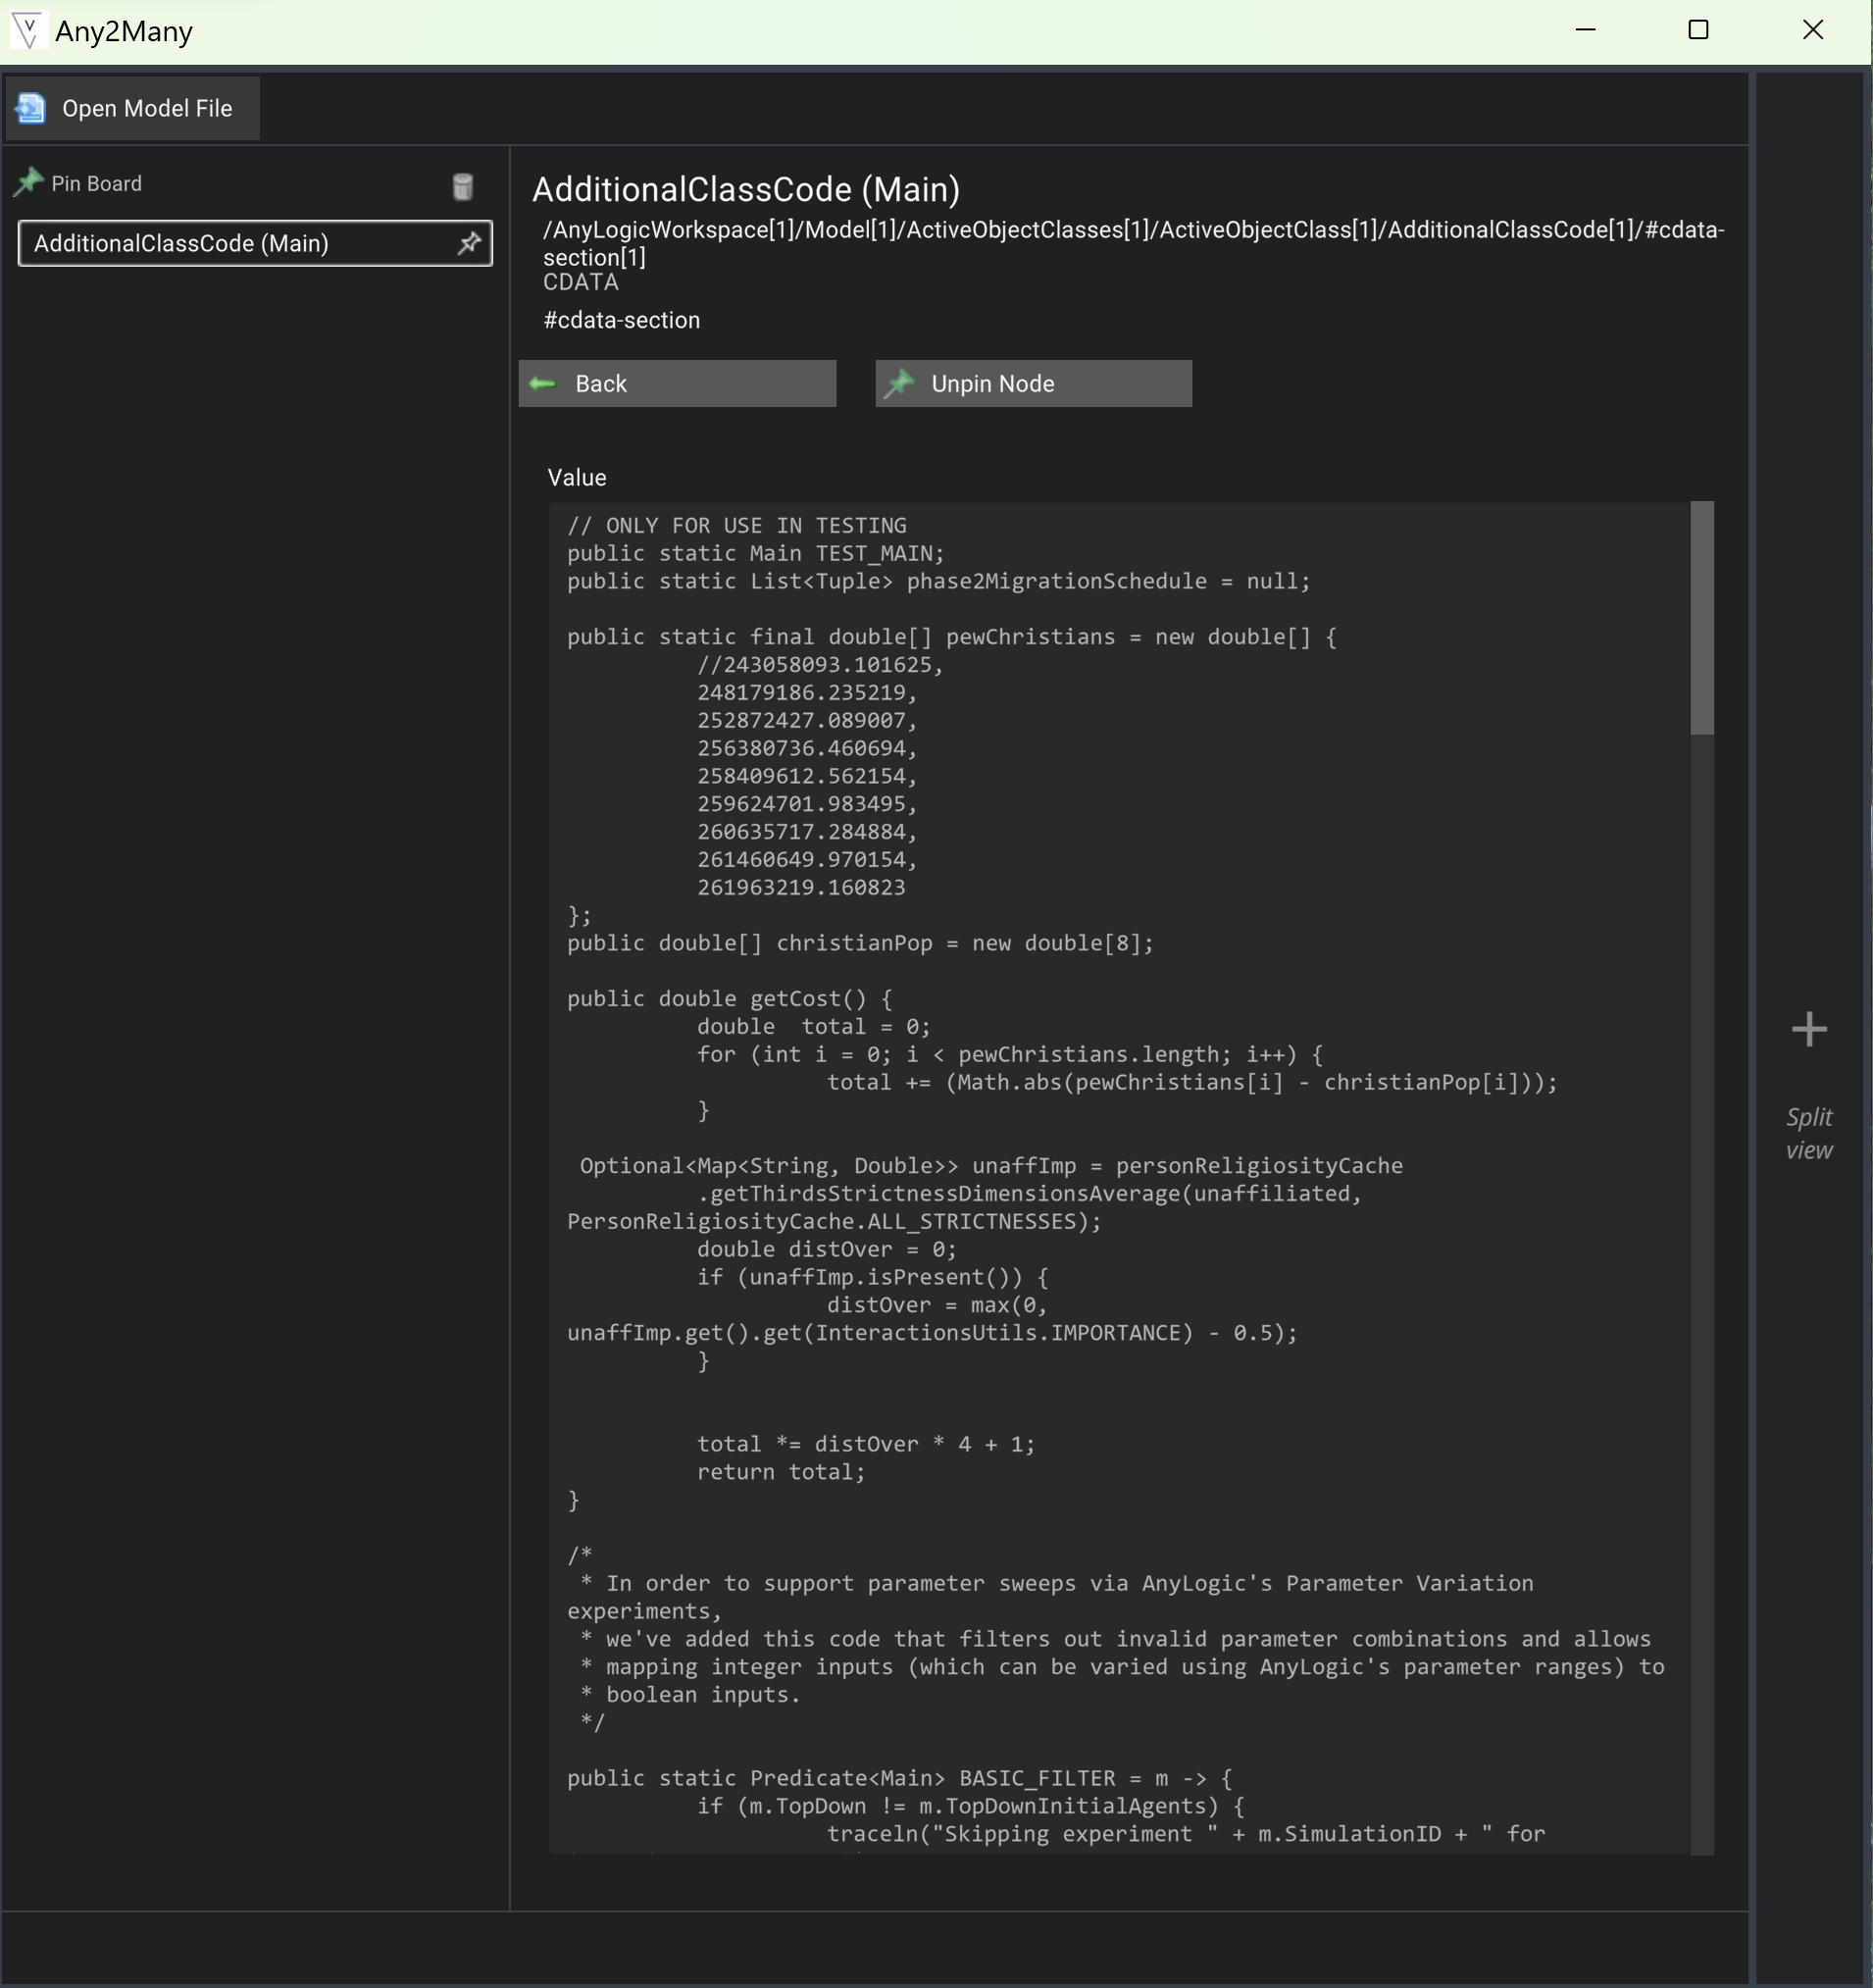 Any2Many
Open Model File
Pin Board
AdditionalClassCode (Main)
AdditionalClassCode (Main)
/AnyLogicWorkspace[1]/Model[1]/ActiveObjectClasses[1]/ActiveObjectClass[1]/AdditionalClassCode[1]/#cdata-
section[1]
CDATA
#cdata-section
Back
Unpin Node
Value
// ONLY FOR USE IN TESTING
public static Main TEST_MAIN;
public static List<Tuple> phase2MigrationSchedule = null;
public static final double[] pewChristians = new double[] {
//243058093.101625,
248179186.235219,
252872427.089007,
256380736.460694,
258409612.562154,
259624701.983495,
260635717.284884,
261460649.970154,
261963219.160823
};
public double[] christianPop = new double[8];
public double getCost() {
double  total = 0;
for (int i = 0; i < pewChristians.length; i++) {
total += (Math.abs(pewChristians[i] - christianPop[i]));
}
Optional<Map<String, Double>> unaffImp = personReligiosityCache
.getThirdsStrictnessDimensionsAverage(unaffiliated,
PersonReligiosityCache.ALL_STRICTNESSES);
double distOver = 0;
if (unaffImp.isPresent()) {
distOver = max(0,
unaffImp.get().get(InteractionsUtils.IMPORTANCE) - 0.5);
}
total *= distOver * 4 + 1;
return total;
}
/*
* In order to support parameter sweeps via AnyLogic's Parameter Variation
experiments,
* we've added this code that filters out invalid parameter combinations and allows
* mapping integer inputs (which can be varied using AnyLogic's parameter ranges) to
* boolean inputs.
*/
public static Predicate<Main> BASIC_FILTER = m -> {
if (m.TopDown != m.TopDownInitialAgents) {
traceln("Skipping experiment " + m.SimulationID + " for
Split
view